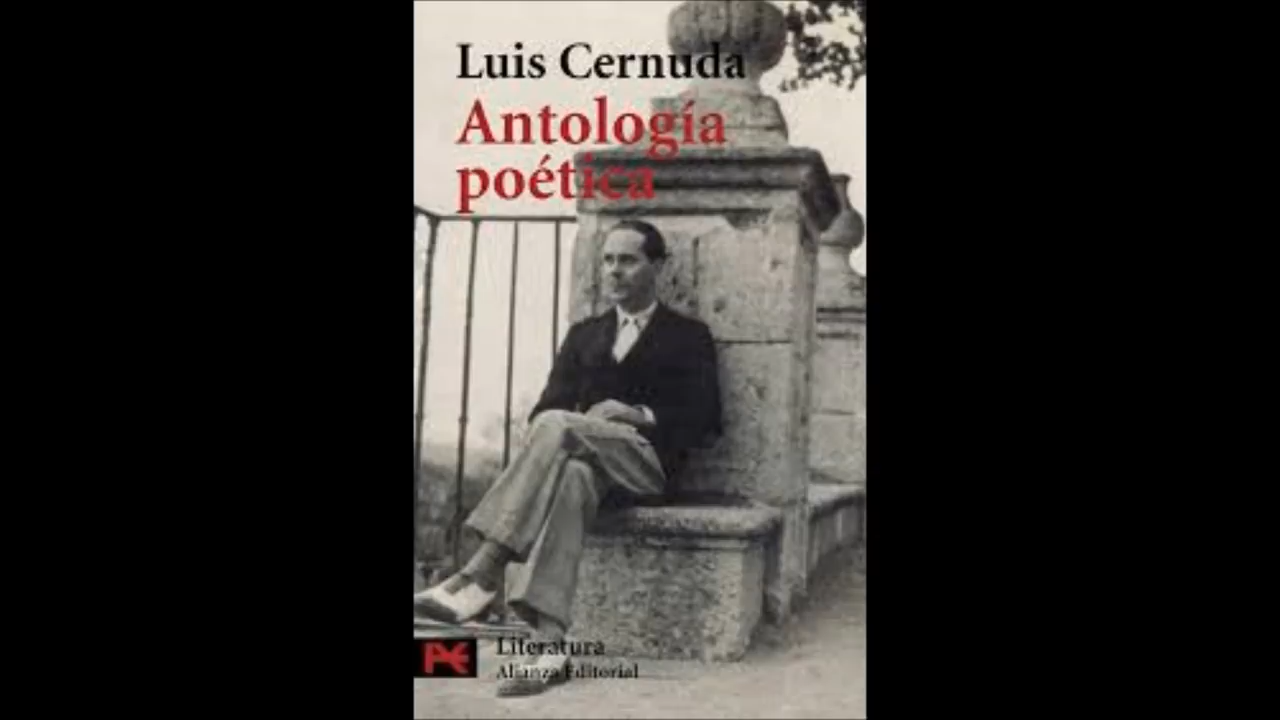 Luis Cernuda
Antología
poética
Literatura
Alianza Editorial